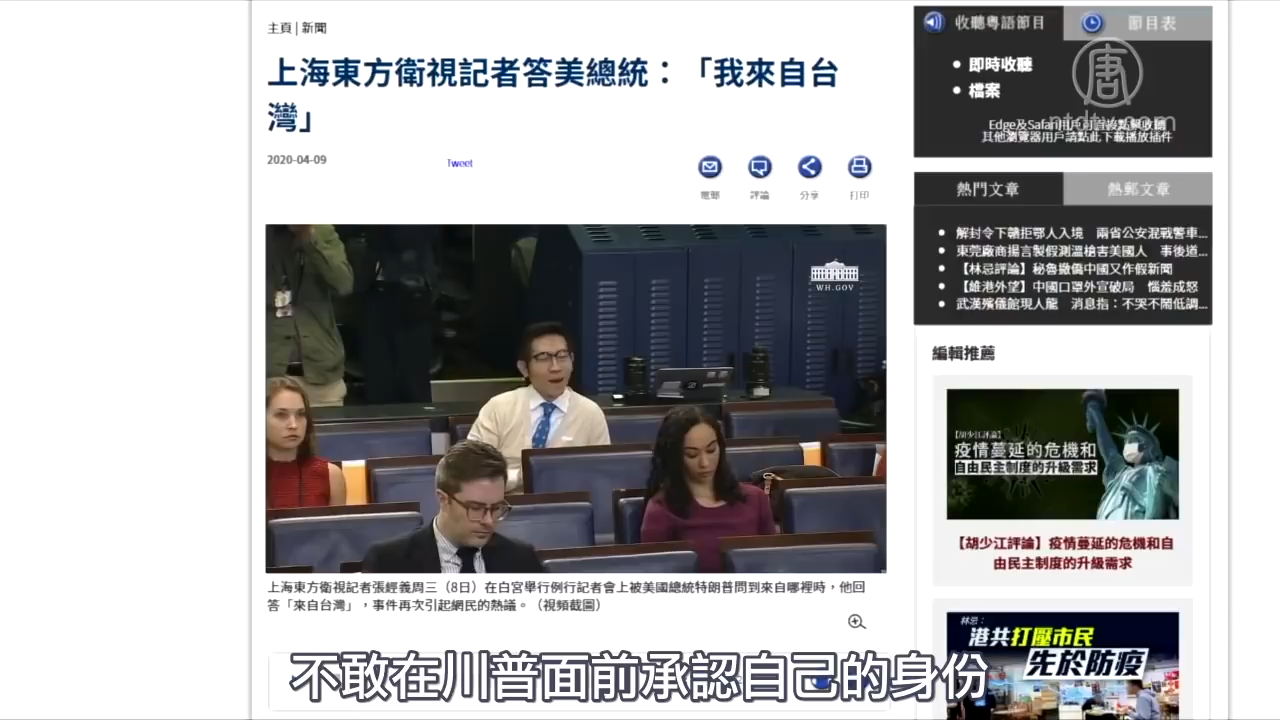 主頁 | 新聞
上海東方衛視記者答美總統：「我來自台
灣」
2020-04-09
Tweet
電郵
評論
分享
打印
WH.GOV
上海東方衛視記者張經義周三（8日）在白宮舉行例行記者會上被美國總統特朗普問到來自哪裡時，他回
答「來自台灣」，事件再次引起網民的熱議。（視頻截圖）
不敢在川普面前承認自己的身份
收聽粵語節目
節目表
即時收聽
檔案
唐
ntdtv.com
Edge及Safari用戶可直接點擊收聽
其他瀏覽器用戶請點此下載播放插件
熱門文章
熱郵文章
解封令下贛拒鄂人入境 兩省公安混戰警車...
東莞廠商揚言製假測溫槍害美國人 事後道...
【林忌評論】秘魯撒僑中國又作假新聞
【維港外望】中國口罩外宣破局 惱羞成怒
武漢殯儀館現人龍 消息指：不哭不鬧低調...
編輯推薦
【胡少江評論】
疫情蔓延的危機和
自由民主制度的升級需求
【胡少江評論】疫情蔓延的危機和自
由民主制度的升級需求
林忌：
港共打壓市民
先於防疫